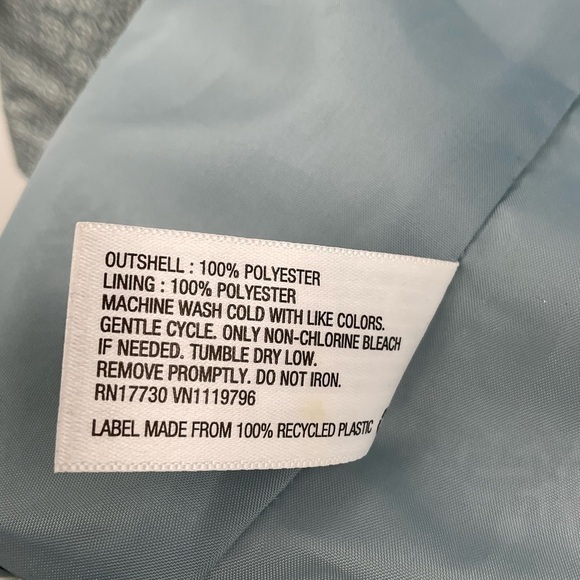 OUTSHELL : 100% POLYESTER
LINING : 100% POLYESTER
MACHINE WASH COLD WITH LIKE COLORS.
GENTLE CYCLE. ONLY NON-CHLORINE BLEACH
IF NEEDED. TUMBLE DRY LOW.
REMOVE PROMPTLY. DO NOT IRON.
RN17730 VN1119796
LABEL MADE FROM 100% RECYCLED PLASTIC